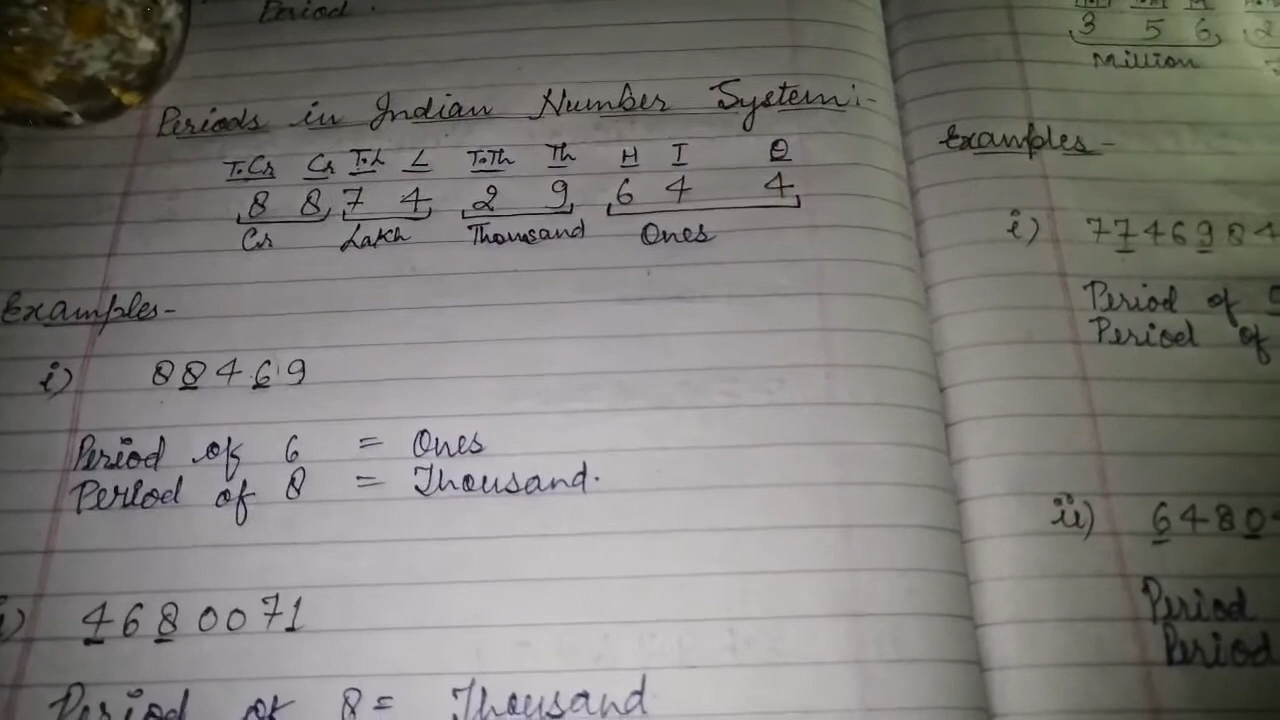 Period.
Periods in Indian Number System:-
T.Cr Cr T.L L T.Th Th H T O
8 8 7 4 2 9 6 4 4
Cr Lakh Thousand Ones
Examples-
i) 88469
Period of 6 = Ones
Period of 8 = Thousand.
4680071
Period of 8 = Thousand
3 5 6, 2
Million
Examples-
i) 7746984
Period of
Period of
ii) 6480
Period
Period